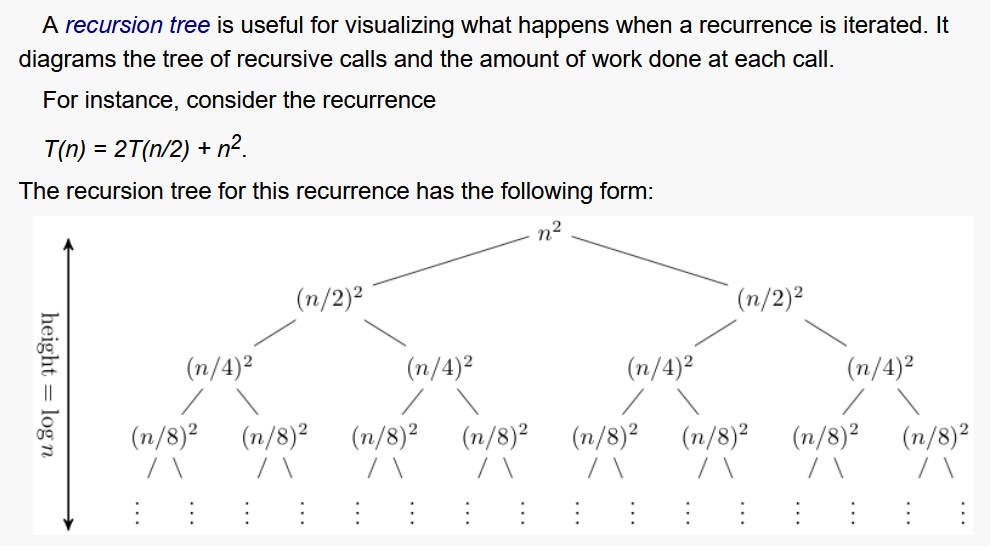 A recursion tree is useful for visualizing what happens when a recurrence is iterated. It
diagrams the tree of recursive calls and the amount of work done at each call.
For instance, consider the recurrence
T(n) = 2T(n/2) + n².
The recursion tree for this recurrence has the following form:
n²
(n/2)² (n/2)²
(n/4)² (n/4)² (n/4)² (n/4)²
(n/8)² (n/8)² (n/8)² (n/8)² (n/8)² (n/8)² (n/8)² (n/8)²
⋮ ⋮ ⋮ ⋮ ⋮ ⋮ ⋮ ⋮ ⋮ ⋮ ⋮ ⋮ ⋮ ⋮ ⋮ ⋮
height = log n